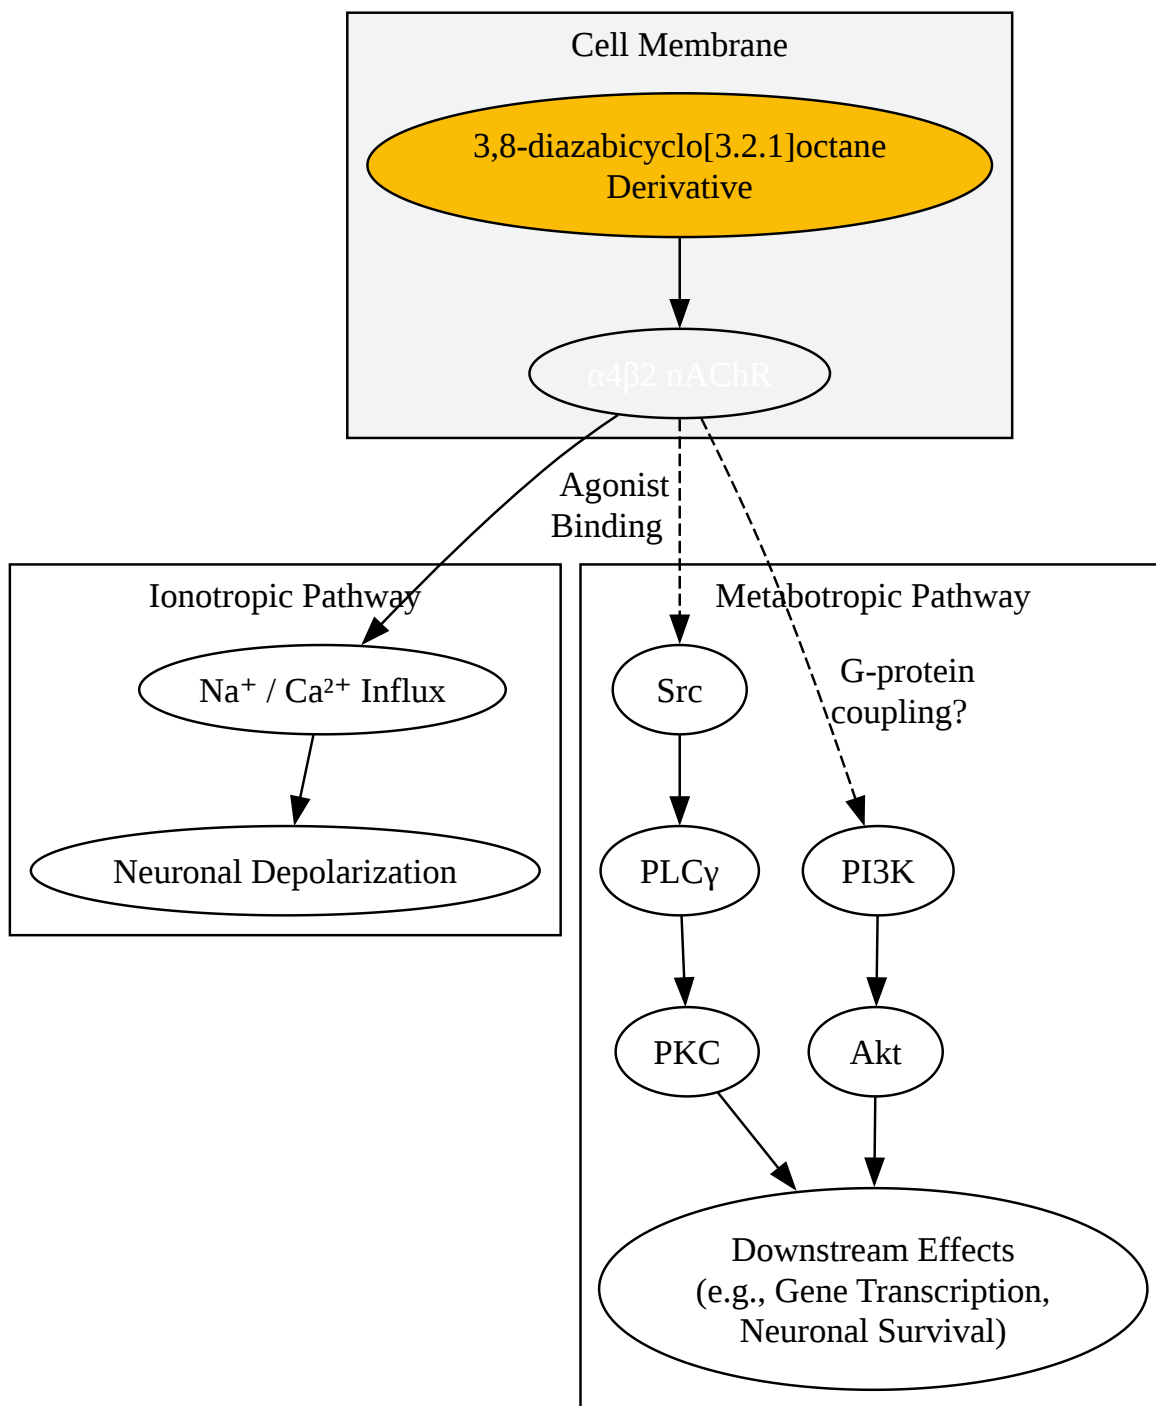 Cell Membrane
3,8-diazabicyclo[3.2.1]octane
Derivative
α4β2 nAChR
Agonist
Binding
Ionotropic Pathway
Na⁺ / Ca²⁺ Influx
Neuronal Depolarization
Metabotropic Pathway
G-protein
coupling?
Src
PLCγ
PI3K
PKC
Akt
Downstream Effects
(e.g., Gene Transcription,
Neuronal Survival)